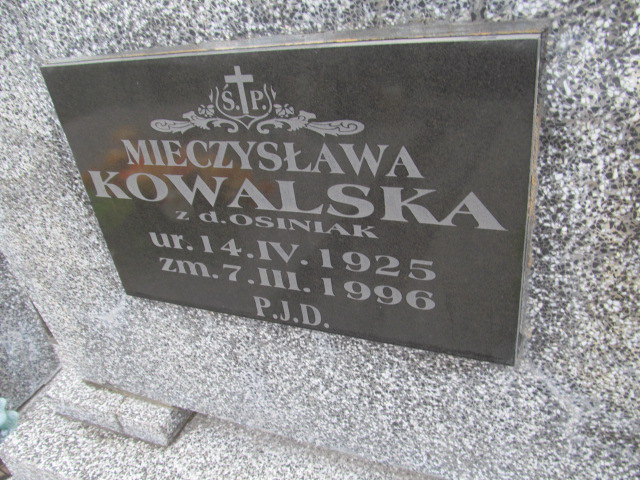 Ś. P.
MIECZYSŁAWA
KOWALSKA
z d. OSINIAK
ur. 14. IV. 1925
zm. 7. III. 1996
P.J.D.